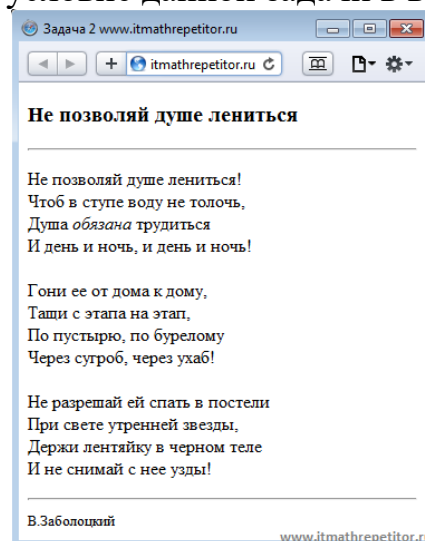 условие данной задачи в в
Задача 2 www.itmathrepetitor.ru
itmathrepetitor.ru
Не позволяй душе лениться
Не позволяй душе лениться!
Чтоб в ступе воду не толочь,
Душа обязана трудиться
И день и ночь, и день и ночь!
Гони ее от дома к дому,
Тащи с этапа на этап,
По пустырю, по бурелому
Через сугроб, через ухаб!
Не разрешай ей спать в постели
При свете утренней звезды,
Держи лентяйку в черном теле
И не снимай с нее узды!
В.Заболоцкий
www.itmathrepetitor.r